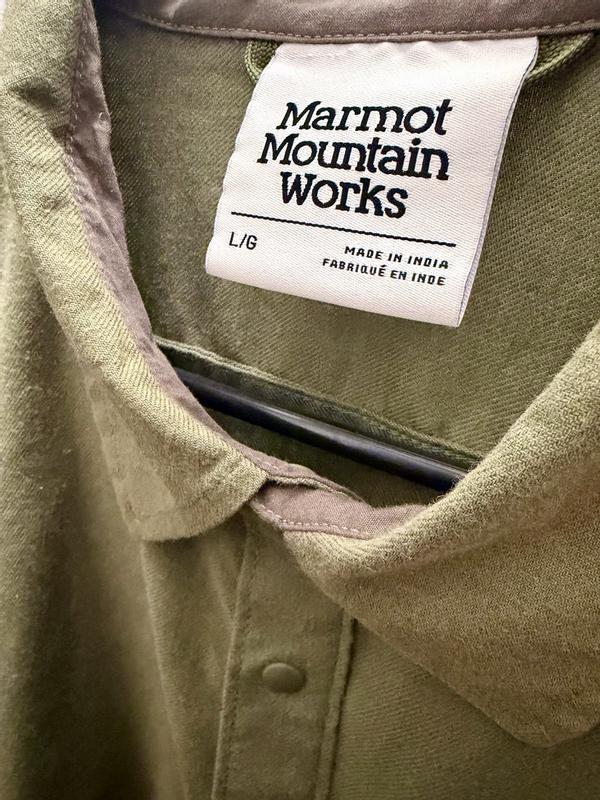 Marmot
Mountain
Works
L/G
MADE IN INDIA
FABRIQUÉ EN INDE